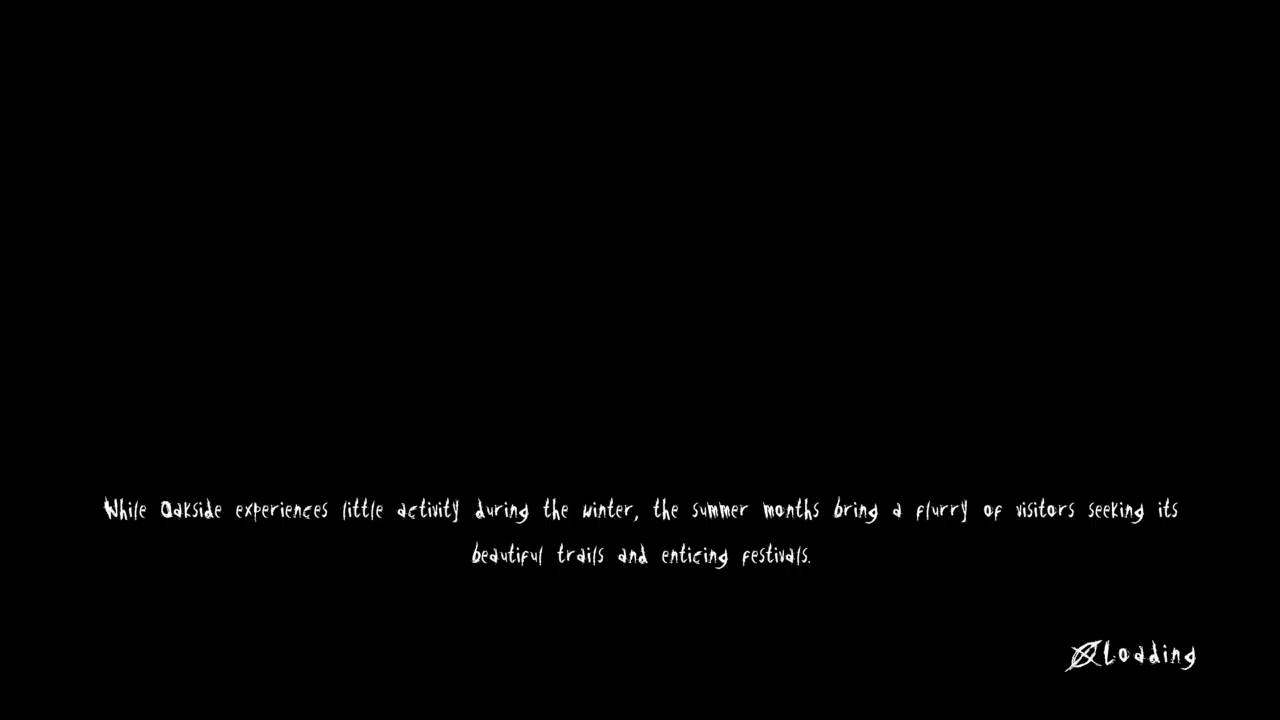 While Oakside experiences little activity during the winter, the summer months bring a flurry of visitors seeking its
beautiful trails and enticing festivals.
Loading